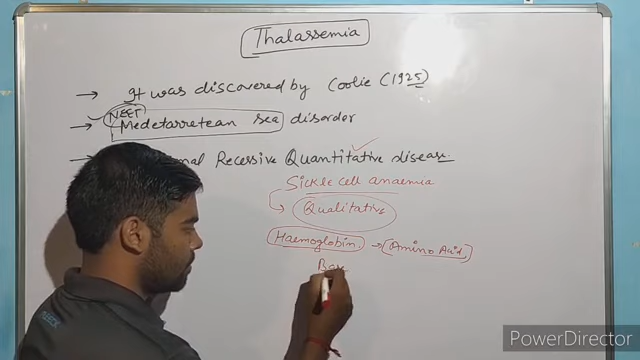 Thalassemia
→ It was discovered by Coolie (1925)
NEET
→ Medetarretean sea disorder
→ Recessive Quantitative disease
Sickle cell anaemia
→ Qualitative
Haemoglobin → Amino Acid
PowerDirector